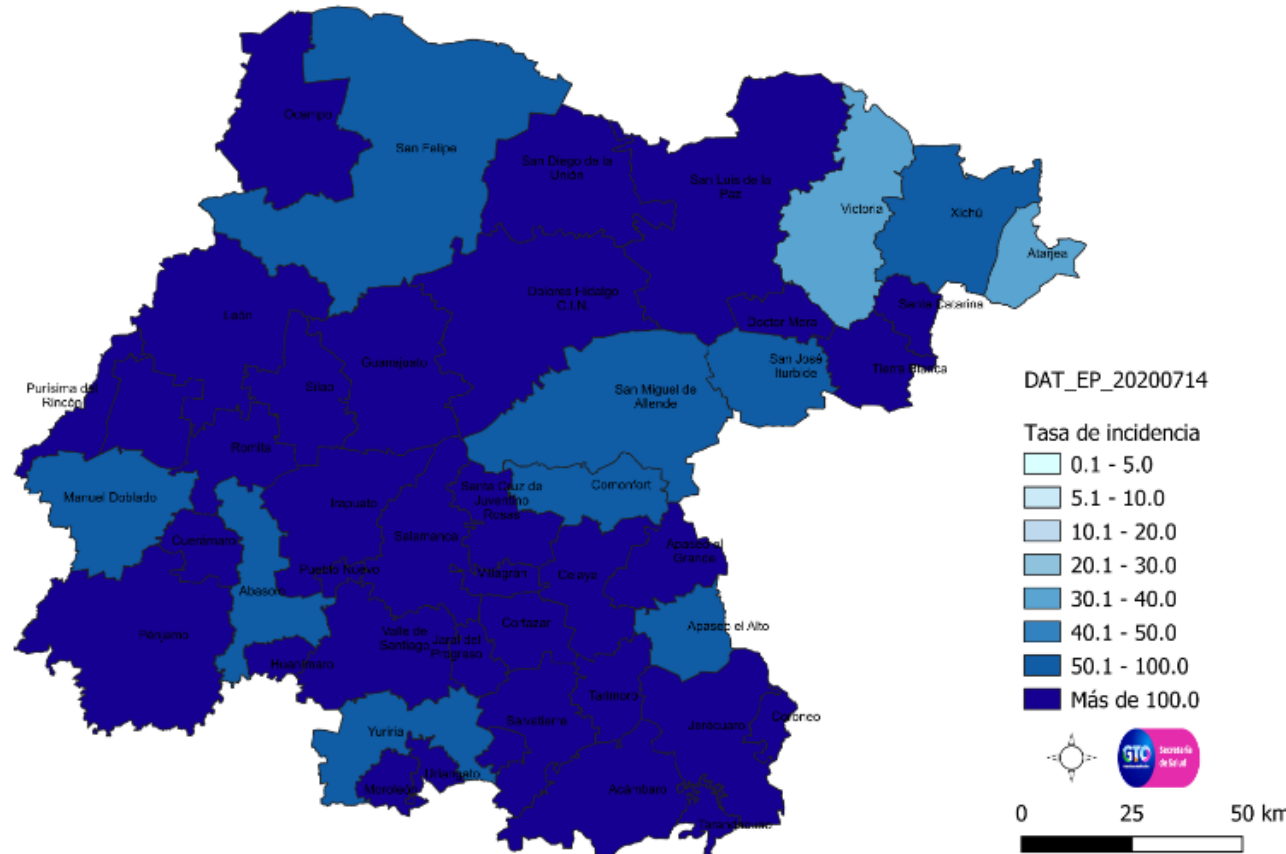 Ocampo
San Felipe
San Diego de la
Unión
San Luis de la
Paz
Victoria
Xichú
Atarjea
León
Dolores Hidalgo
C.I.N.
Santa Catarina
Doctor Mora
Guanajuato
Silao
San José
Iturbide
Tierra Blanca
Purísima del
Rincón
San Miguel de
Allende
Romita
Manuel Doblado
Irapuato
Santa Cruz de
Juventino
Rosas
Comonfort
Salamanca
Cuerámaro
Apaseo el
Grande
Pueblo Nuevo
Villagrán
Celaya
Abasolo
Pénjamo
Valle de
Santiago
Jaral del
Progreso
Cortazar
Apaseo el Alto
Huanímaro
Tarimoro
Yuriria
Salvatierra
Jerécuaro
Coroneo
Uriangato
Moroleón
Acámbaro
Tarandacuao
DAT_EP_20200714
Tasa de incidencia
0.1 - 5.0
5.1 - 10.0
10.1 - 20.0
20.1 - 30.0
30.1 - 40.0
40.1 - 50.0
50.1 - 100.0
Más de 100.0
GTO
Secretaría
de Salud
0 25 50 km